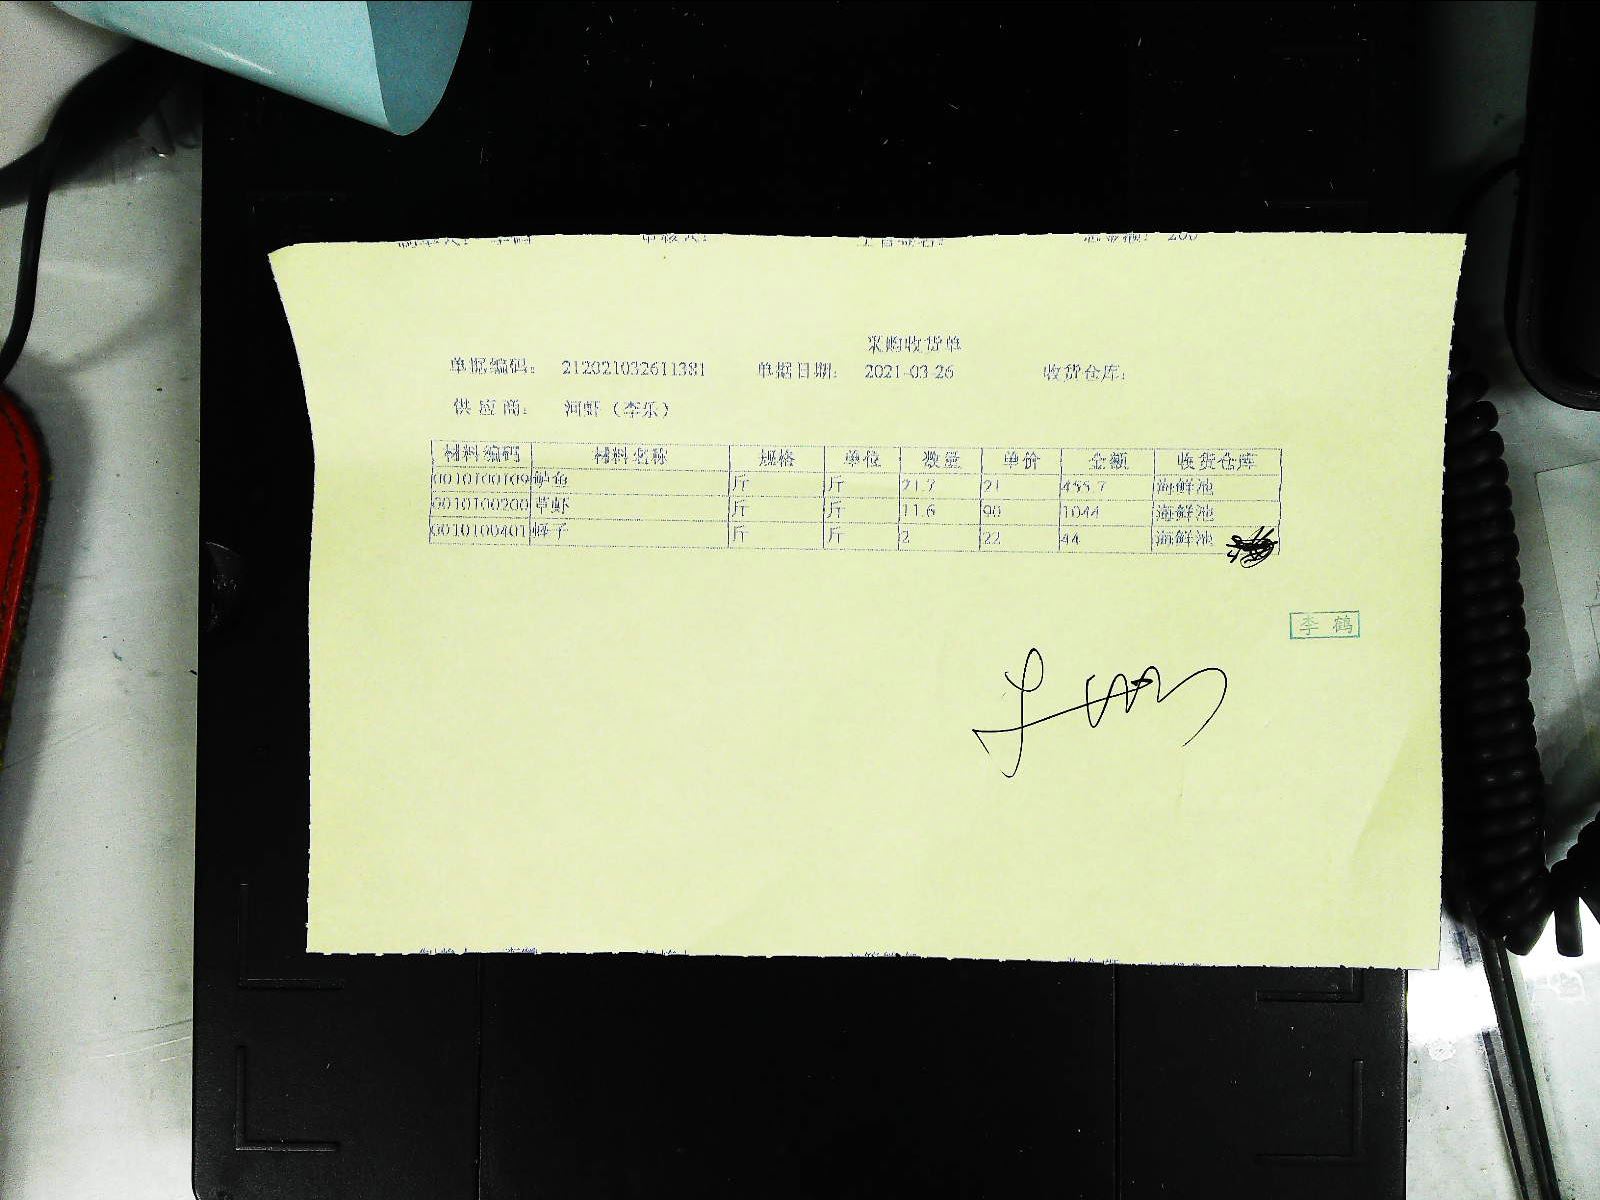 采购收货单
单据编码： 212021032611381 单据日期： 2021-03-26 收货仓库：
供 应 商： 河虾（李乐）
材料编码 材料名称 规格 单位 数量 单价 金额 收货仓库
0010100109 鲈鱼 斤 斤 21.7 21 455.7 海鲜池
0010100200 草虾 斤 斤 11.6 90 1044 海鲜池
0010100401 蛏子 斤 斤 2 22 44 海鲜池
李 鹤